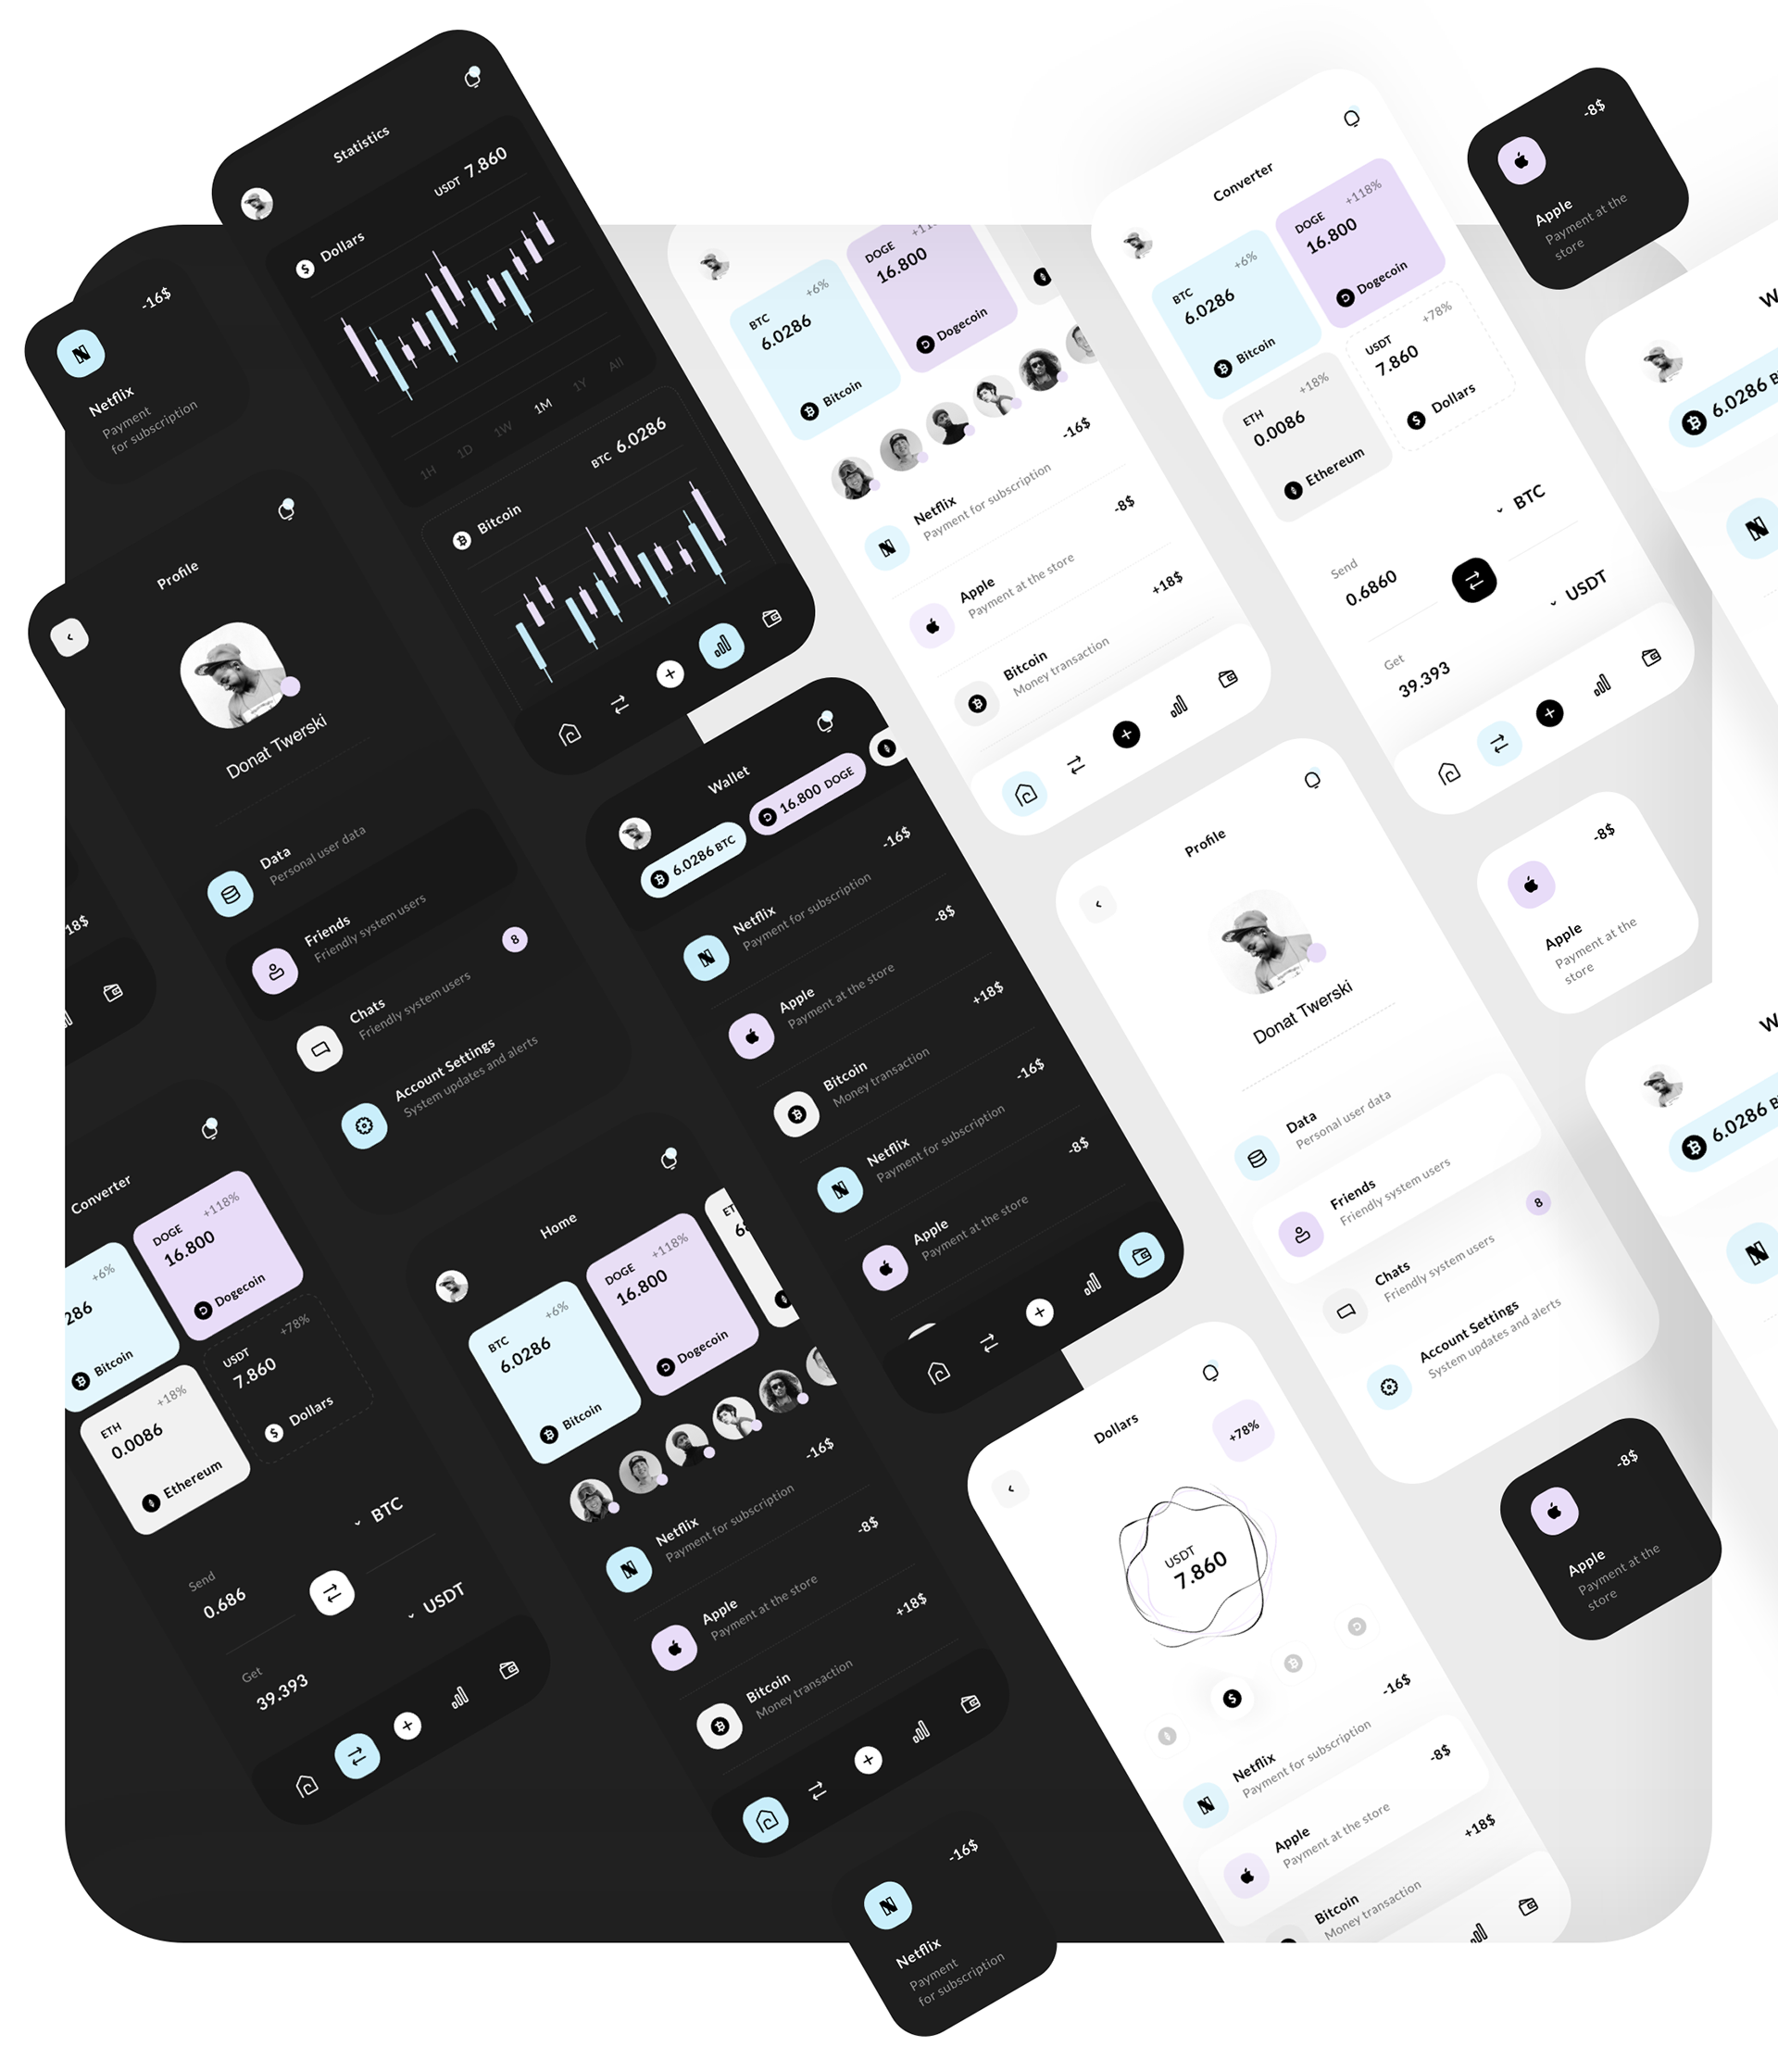 Statistics
USDT 7.860
Dollars
1H 1D 1W 1M 1Y All
BTC 6.0286
Bitcoin
-16$
Netflix
Payment
for subscription
Profile
Donat Twerski
Data
Personal user data
Friends
Friendly system users
8
Chats
Friendly system users
Account Settings
System updates and alerts
18$
Converter
DOGE +118%
16.800
Dogecoin
+6%
286
Bitcoin
USDT +78%
7.860
Dollars
ETH +18%
0.0086
Ethereum
BTC
Send
0.686
USDT
Get
39.393
Wallet
6.0286 BTC
16.800 DOGE
-16$
Netflix
Payment for subscription
-8$
Apple
Payment at the store
+18$
Bitcoin
Money transaction
-16$
Netflix
Payment for subscription
-8$
Apple
Payment at the store
Home
BTC +6%
6.0286
Bitcoin
DOGE +118%
16.800
Dogecoin
-16$
Netflix
Payment for subscription
-8$
Apple
Payment at the store
+18$
Bitcoin
Money transaction
-16$
Netflix
Payment
for subscription
BTC +6%
6.0286
Bitcoin
DOGE
16.800
Dogecoin
-16$
Netflix
Payment for subscription
-8$
Apple
Payment at the store
+18$
Bitcoin
Money transaction
Converter
BTC +6%
6.0286
Bitcoin
DOGE +118%
16.800
Dogecoin
ETH +18%
0.0086
Ethereum
USDT +78%
7.860
Dollars
BTC
Send
0.6860
USDT
Get
39.393
-8$
Apple
Payment at the
store
Profile
Donat Twerski
Data
Personal user data
Friends
Friendly system users
8
Chats
Friendly system users
Account Settings
System updates and alerts
-8$
Apple
Payment at the
store
Dollars
+78%
USDT
7.860
-16$
Netflix
Payment for subscription
-8$
Apple
Payment at the store
+18$
Bitcoin
Money transaction
-8$
Apple
Payment at the
store
6.0286
6.0286